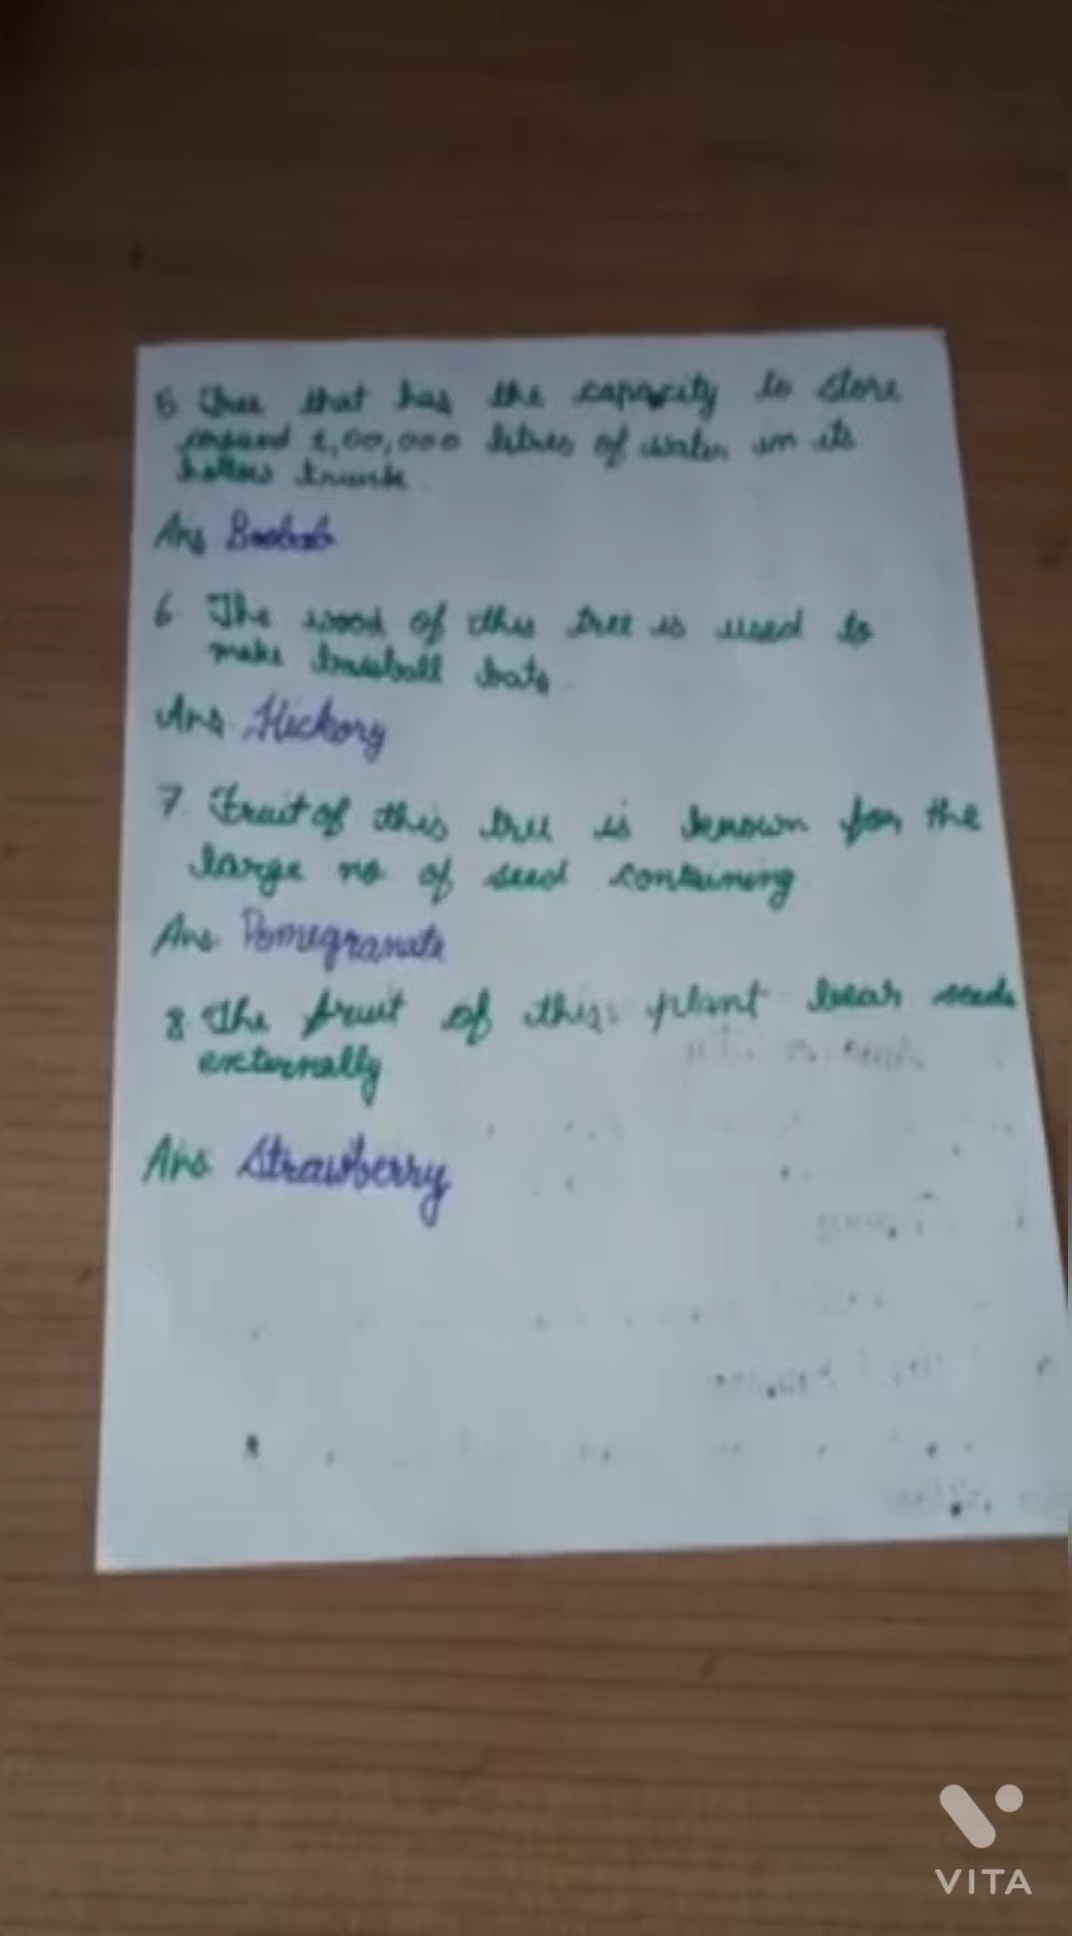 5 Tree that has the capacity to store
around 1,00,000 litres of water in its
hollow trunk.
Ans Baobab
6 The wood of this tree is used to
make baseball bats.
Ans Hickory
7. Fruit of this tree is known for the
large no of seed containing
Ans. Pomegranate
8. The fruit of this plant bear seeds
externally
Ans Strawberry
VITA